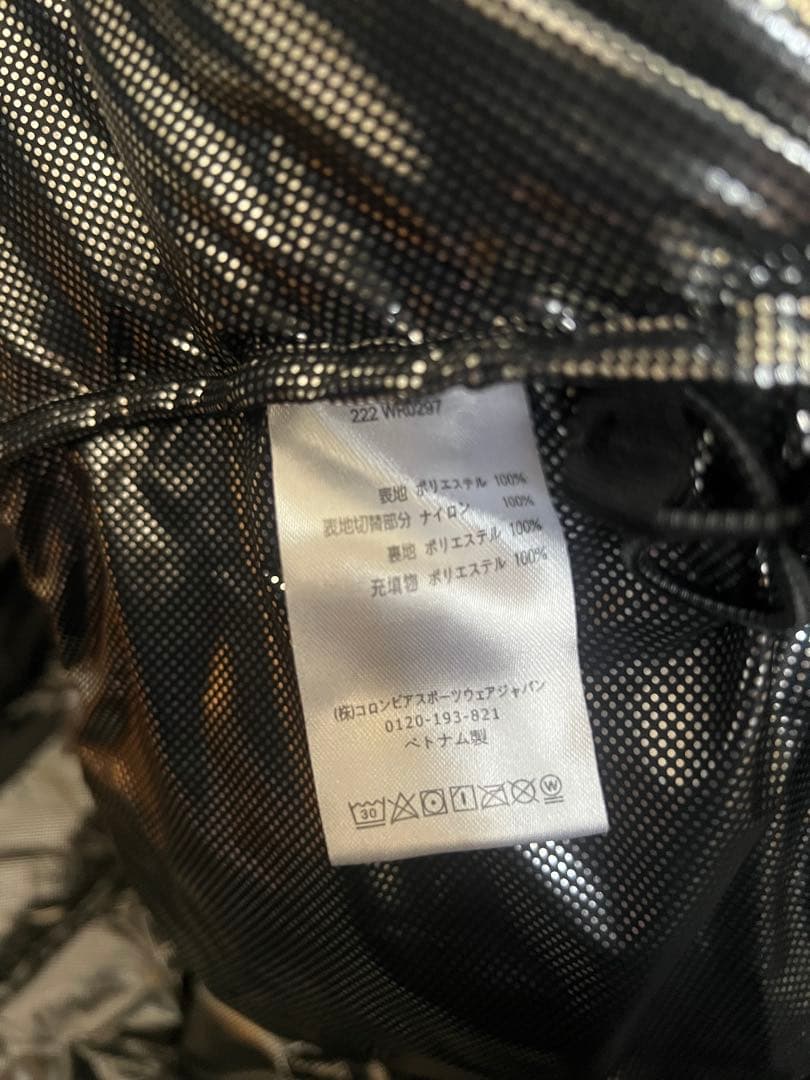 222 WR0297
表地 ポリエステル 100%
表地切替部分 ナイロン 100%
裏地 ポリエステル 100%
充填物 ポリエステル 100%
(株)コロンビアスポーツウェアジャパン
0120-193-821
ベトナム製
30 W